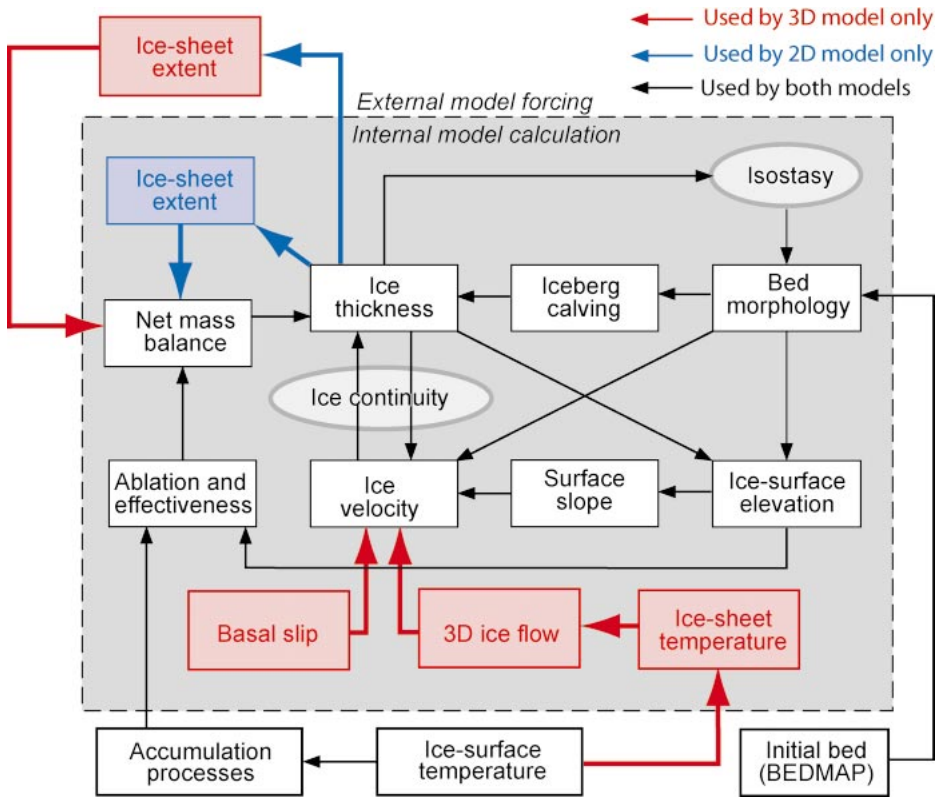 Used by 3D model only
Used by 2D model only
Used by both models
Ice-sheet
extent
External model forcing
Internal model calculation
Ice-sheet
extent
Isostasy
Ice
thickness
Iceberg
calving
Bed
morphology
Net mass
balance
Ice continuity
Ablation and
effectiveness
Ice
velocity
Surface
slope
Ice-surface
elevation
Basal slip
3D ice flow
Ice-sheet
temperature
Accumulation
processes
Ice-surface
temperature
Initial bed
(BEDMAP)